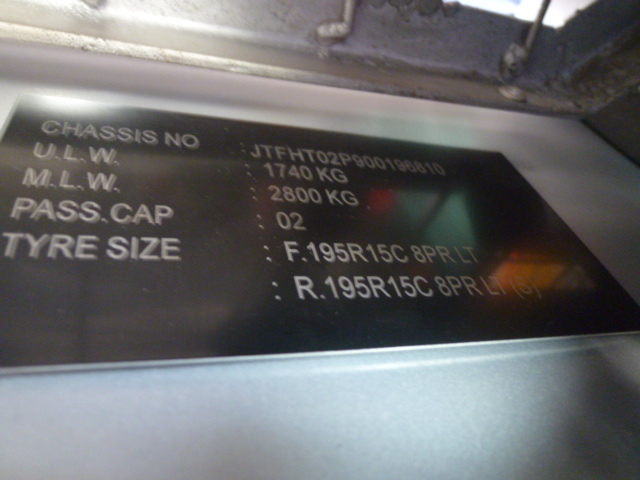 CHASSIS NO : JTFHT02P900196810
U.L.W. : 1740 KG
M.L.W. : 2800 KG
PASS.CAP : 02
TYRE SIZE : F.195R15C 8PR LT
: R.195R15C 8PR LT (S)